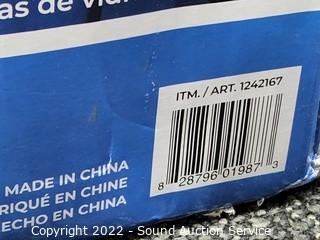 as de
ITM. / ART. 1242167
8 28796 01987 3
MADE IN CHINA
RIQUÉ EN CHINE
ECHO EN CHINA
Copyright 2022 - Sound Auction Service